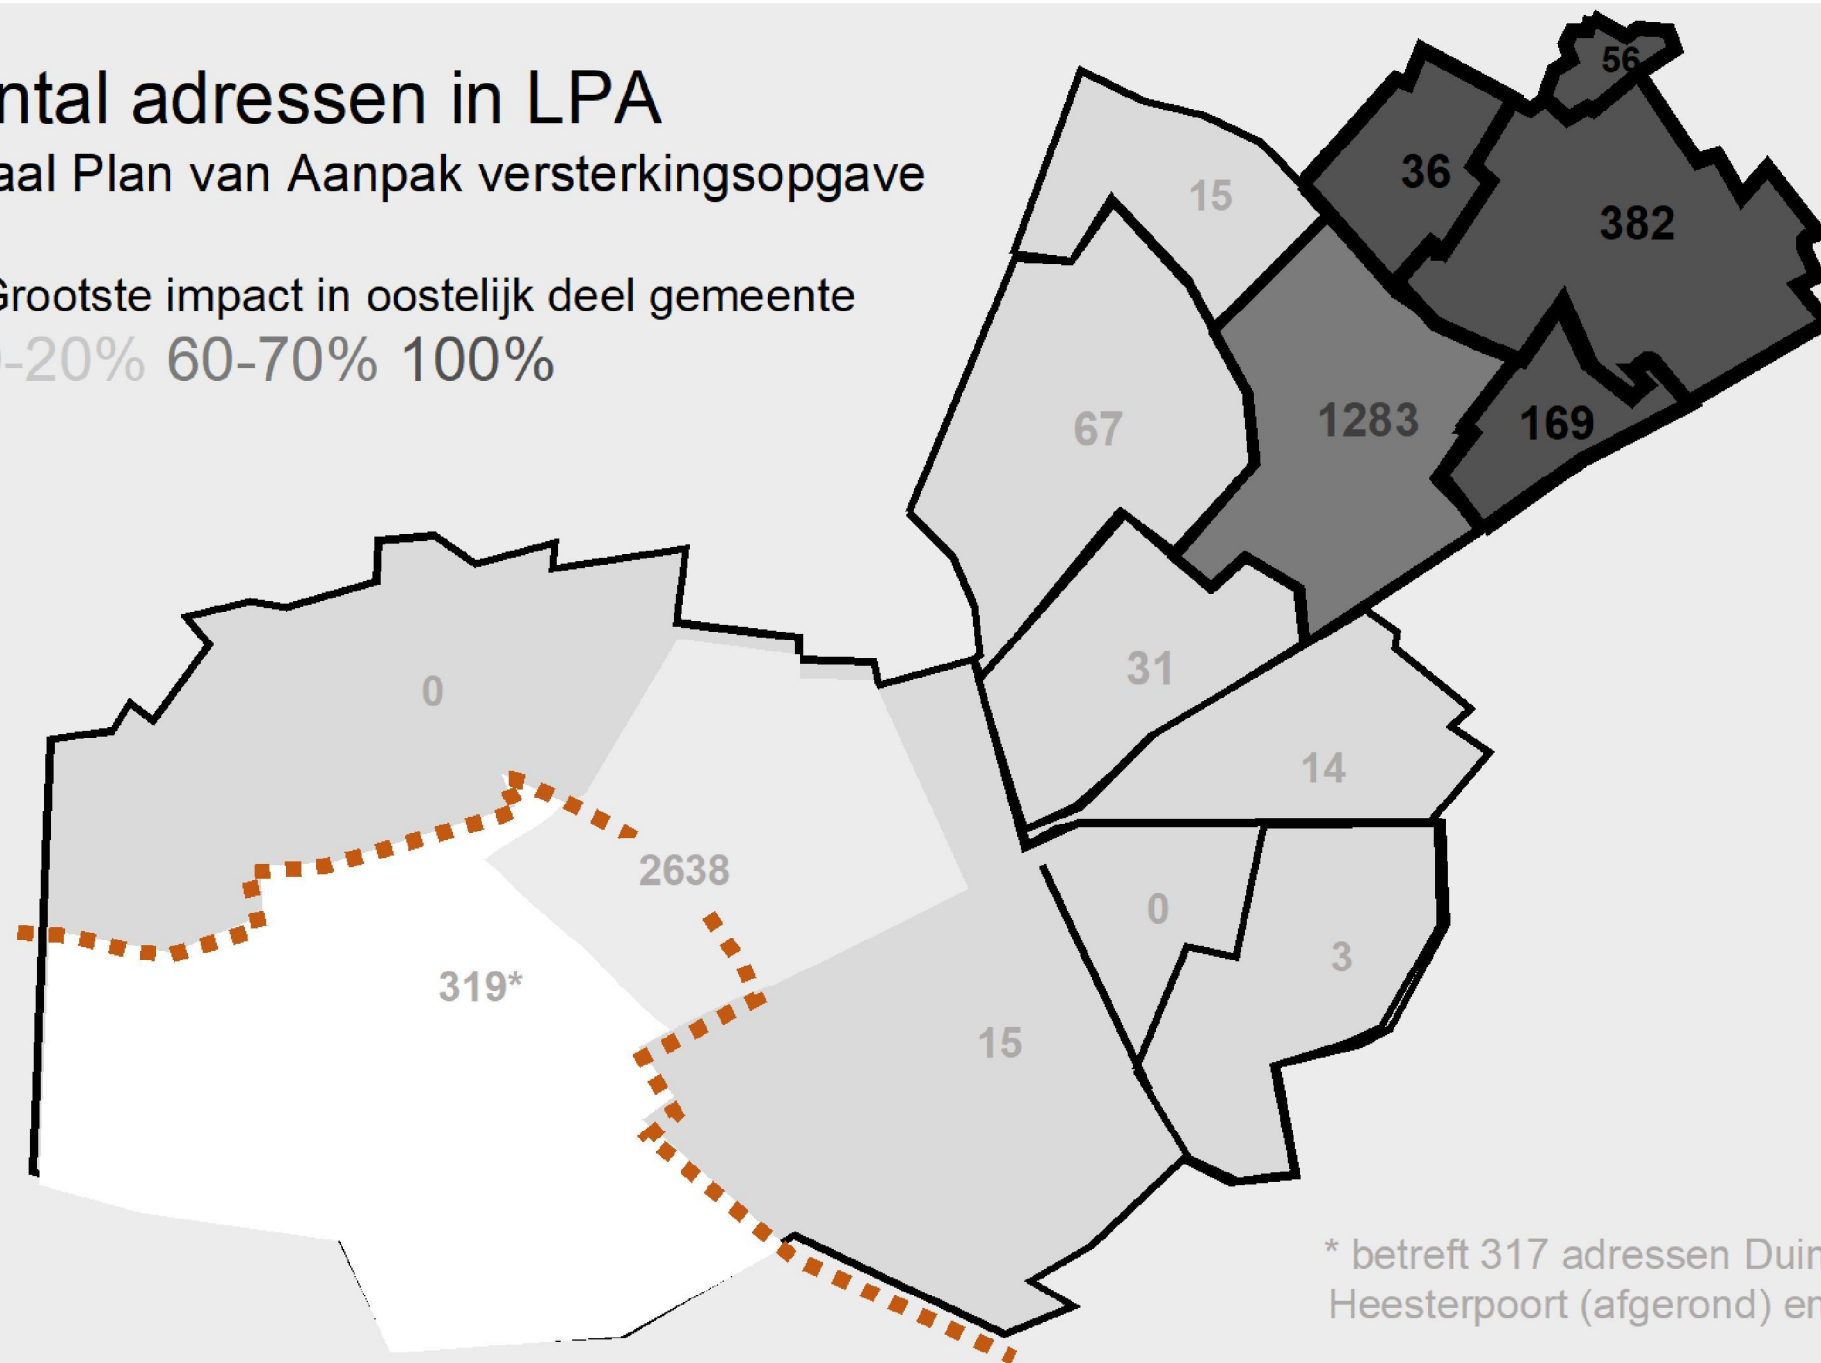 ntal adressen in LPA
aal Plan van Aanpak versterkingsopgave
Grootste impact in oostelijk deel gemeente
-20% 60-70% 100%
56
36
15
382
67
1283
169
31
0
14
2638
0
3
319*
15
* betreft 317 adressen Duin
Heesterpoort (afgerond) en